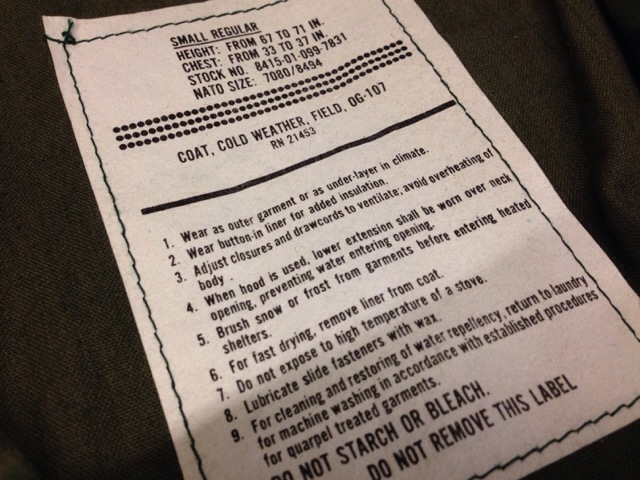 SMALL REGULAR
HEIGHT: FROM 67 TO 71 IN.
CHEST: FROM 33 TO 37 IN.
STOCK NO. 8415-01-099-7831
NATO SIZE: 7080/8494
COAT, COLD WEATHER, FIELD, OG-107
RN 21453
1. Wear as outer garment or as under-layer in climate.
2. Wear button-in liner for added insulation.
3. Adjust closures and drawcords to ventilate; avoid overheating of
body.
4. When hood is used, lower extension shall be worn over neck
opening, preventing water entering opening.
5. Brush snow or frost from garments before entering heated
shelters.
6. For fast drying, remove liner from coat.
7. Do not expose to high temperature of a stove.
8. Lubricate slide fasteners with wax.
9. For cleaning and restoring of water repellency, return to laundry
for machine washing in accordance with established procedures
for quarpel treated garments.
DO NOT STARCH OR BLEACH.
DO NOT REMOVE THIS LABEL